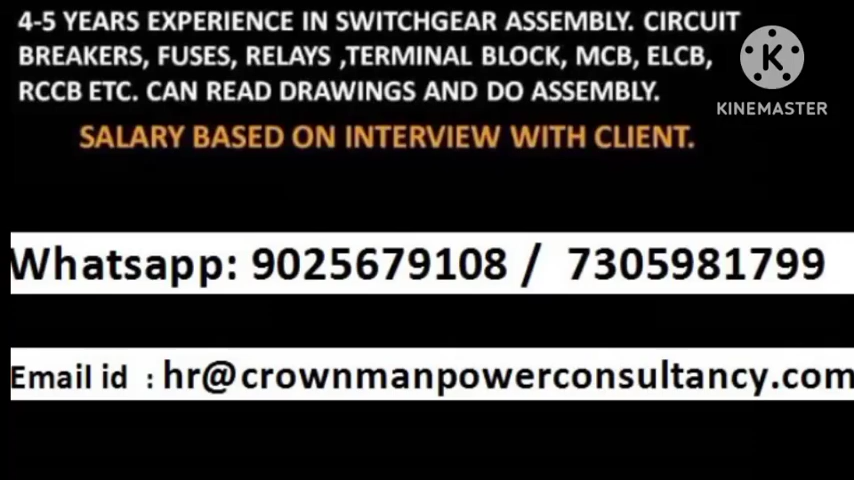 4-5 YEARS EXPERIENCE IN SWITCHGEAR ASSEMBLY. CIRCUIT
BREAKERS, FUSES, RELAYS ,TERMINAL BLOCK, MCB, ELCB,
RCCB ETC. CAN READ DRAWINGS AND DO ASSEMBLY.
K
KINEMASTER
SALARY BASED ON INTERVIEW WITH CLIENT.
Whatsapp: 9025679108 / 7305981799
Email id : hr@crownmanpowerconsultancy.com